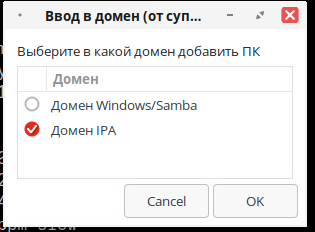 Ввод в домен (от суп...
Выберите в какой домен добавить ПК
Домен
Домен Windows/Samba
Домен IPA
Cancel
OK